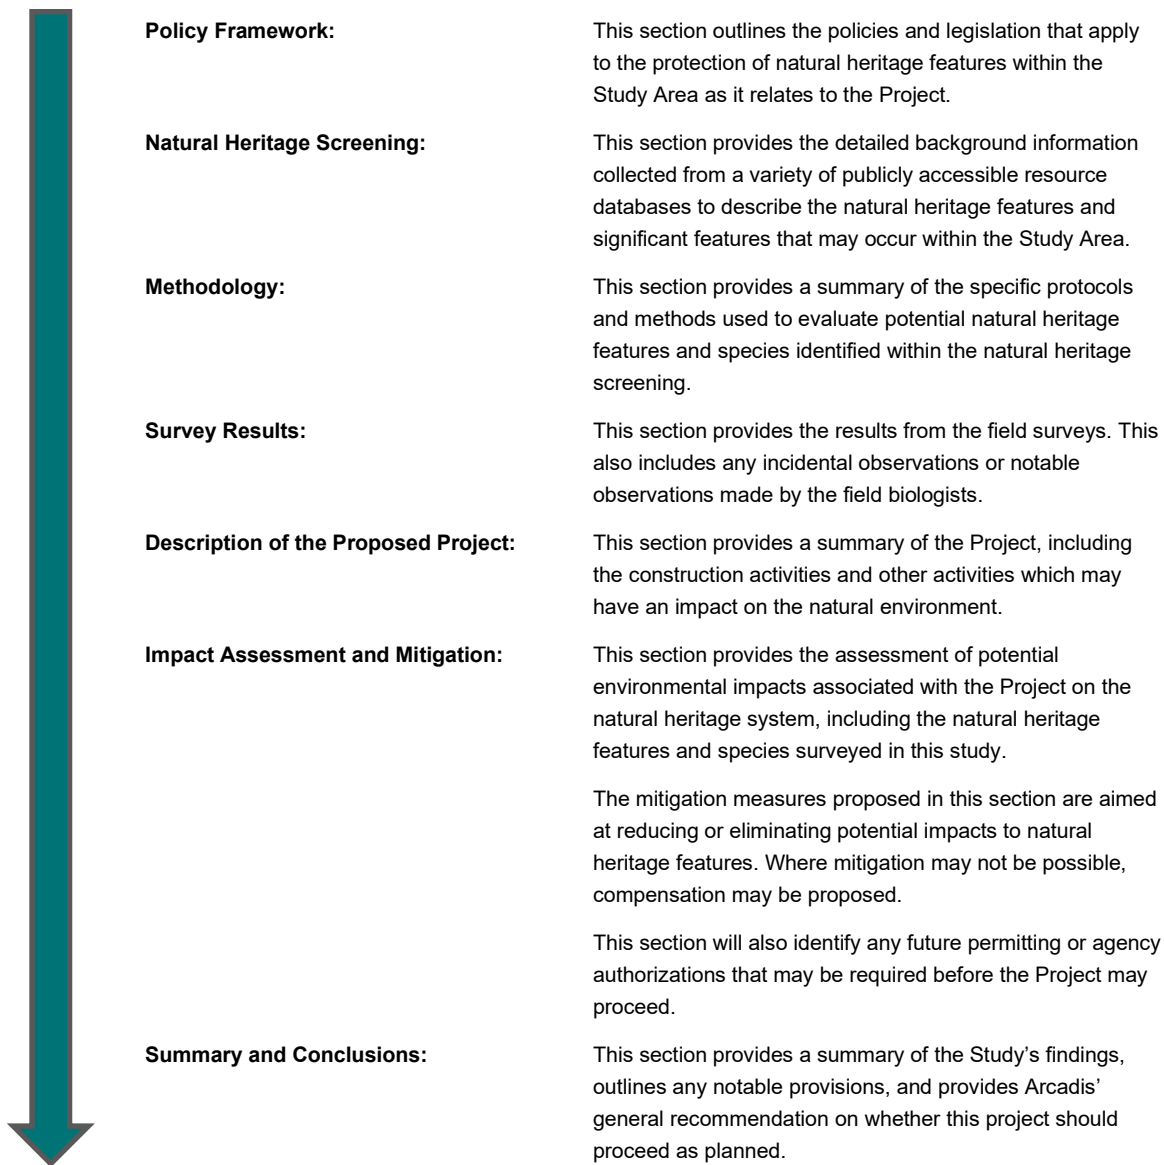 Policy Framework: This section outlines the policies and legislation that apply
to the protection of natural heritage features within the
Study Area as it relates to the Project.
Natural Heritage Screening: This section provides the detailed background information
collected from a variety of publicly accessible resource
databases to describe the natural heritage features and
significant features that may occur within the Study Area.
Methodology: This section provides a summary of the specific protocols
and methods used to evaluate potential natural heritage
features and species identified within the natural heritage
screening.
Survey Results: This section provides the results from the field surveys. This
also includes any incidental observations or notable
observations made by the field biologists.
Description of the Proposed Project: This section provides a summary of the Project, including
the construction activities and other activities which may
have an impact on the natural environment.
Impact Assessment and Mitigation: This section provides the assessment of potential
environmental impacts associated with the Project on the
natural heritage system, including the natural heritage
features and species surveyed in this study.
The mitigation measures proposed in this section are aimed
at reducing or eliminating potential impacts to natural
heritage features. Where mitigation may not be possible,
compensation may be proposed.
This section will also identify any future permitting or agency
authorizations that may be required before the Project may
proceed.
Summary and Conclusions: This section provides a summary of the Study’s findings,
outlines any notable provisions, and provides Arcadis’
general recommendation on whether this project should
proceed as planned.